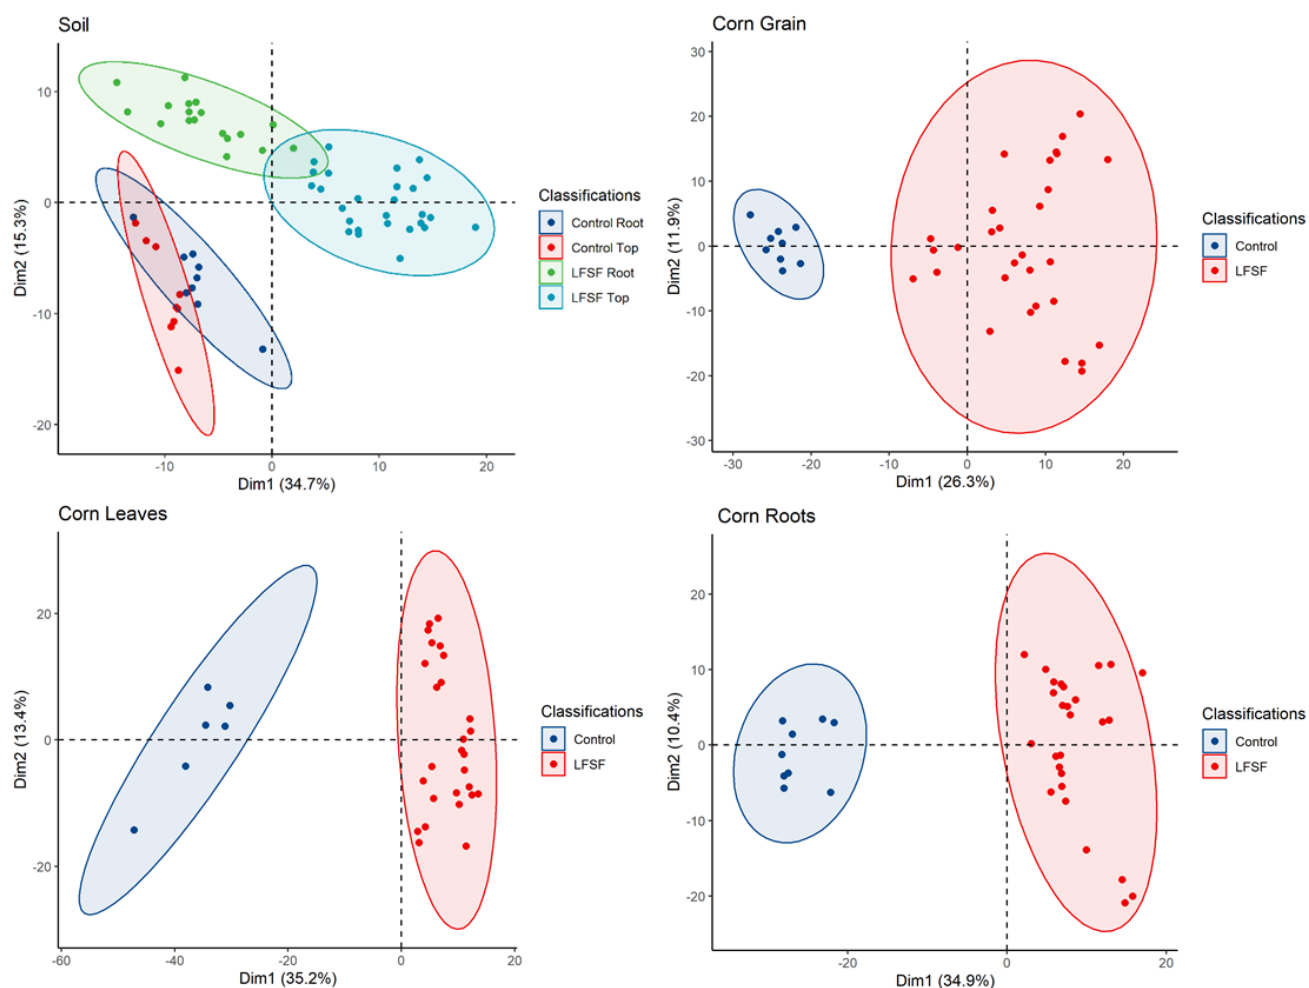 Soil
10
0
-10
-20
Dim2 (15.3%)
-10
0
10
20
Dim1 (34.7%)
Classifications
Control Root
Control Top
LFSF Root
LFSF Top
Corn Grain
30
20
10
0
-10
-20
-30
Dim2 (11.9%)
-30
-20
0
10
20
Dim1 (26.3%)
Classifications
Control
LFSF
Corn Leaves
20
0
-20
Dim2 (13.4%)
-60
-40
-20
0
20
Dim1 (35.2%)
Classifications
Control
LFSF
Corn Roots
20
10
0
-10
-20
Dim2 (10.4%)
-20
0
20
Dim1 (34.9%)
Classifications
Control
LFSF